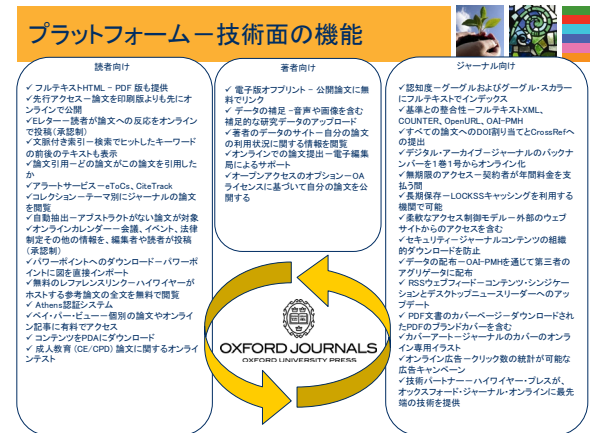 プラットフォーム－技術面の機能
読者向け
✓ フルテキストHTML - PDF 版も提供
✓先行アクセスー論文を印刷版よりも先にオ
ンラインで公開
✓Eレターー読者が論文への反応をオンライン
で投稿(承認制)
✓文脈付き索引－検索でヒットしたキーワード
の前後のテキストも表示
✓論文引用－どの論文がこの論文を引用した
か
✓アラートサービスーeToCs、CiteTrack
✓コレクションーテーマ別にジャーナルの論文
を閲覧
✓自動抽出－アブストラクトがない論文が対象
✓オンラインカレンダーー会議、イベント、法律
制定その他の情報を、編集者や読者が投稿
(承認制)
✓パワーポイントへのダウンロードーパワーポ
イントに図を直接インポート
✓無料のレファレンスリンクーハイワイヤーが
ホストする参考論文の全文を無料で閲覧
✓ Athens認証システム
✓ペイ・パー・ビュー－個別の論文やオンライ
ン記事に有料でアクセス
✓ コンテンツをPDAにダウンロード
✓ 成人教育 (CE/CPD) 論文に関するオンライ
ンテスト
著者向け
✓ 電子版オフプリント - 公開論文に無
料でリンク
✓ データの補足 -音声や画像を含む
補足的な研究データのアップロード
✓著者のデータのサイト－自分の論文
の利用状況に関する情報を閲覧
✓オンラインでの論文提出－電子編集
局によるサポート
✓オープンアクセスのオプションーOA
ライセンスに基づいて自分の論文を公
開する
OXFORD JOURNALS
OXFORD UNIVERSITY PRESS
ジャーナル向け
✓認知度－グーグルおよびグーグル・スカラー
にフルテキストでインデックス
✓基準との整合性－フルテキストXML、
COUNTER、OpenURL、OAI-PMH
✓すべての論文へのDOI割り当てとCrossRefへ
の提出
✓デジタル・アーカイブージャーナルのバックナ
ンバーを1巻1号からオンライン化
✓無期限のアクセスー契約者が年間料金を支
払う間
✓長期保存－LOCKSSキャッシングを利用する
機関で可能
✓柔軟なアクセス制御モデルー外部のウェブ
サイトからのアクセスを含む
✓セキュリティージャーナルコンテンツの組織
的ダウンロードを防止
✓データの配布－OAI-PMHを通じて第三者の
アグリゲータに配布
✓ RSSウェブフィードーコンテンツ・シンジケー
ションとデスクトップニュースリーダーへのアッ
プデート
✓ PDF文書のカバーページーダウンロードされ
たPDFのブランドカバーを含む
✓カバーアートージャーナルのカバーのオンラ
イン専用イラスト
✓オンライン広告－クリック数の統計が可能な
広告キャンペーン
✓技術パートナーーハイワイヤー・プレスが、
オックスフォード・ジャーナル・オンラインに最先
端の技術を提供